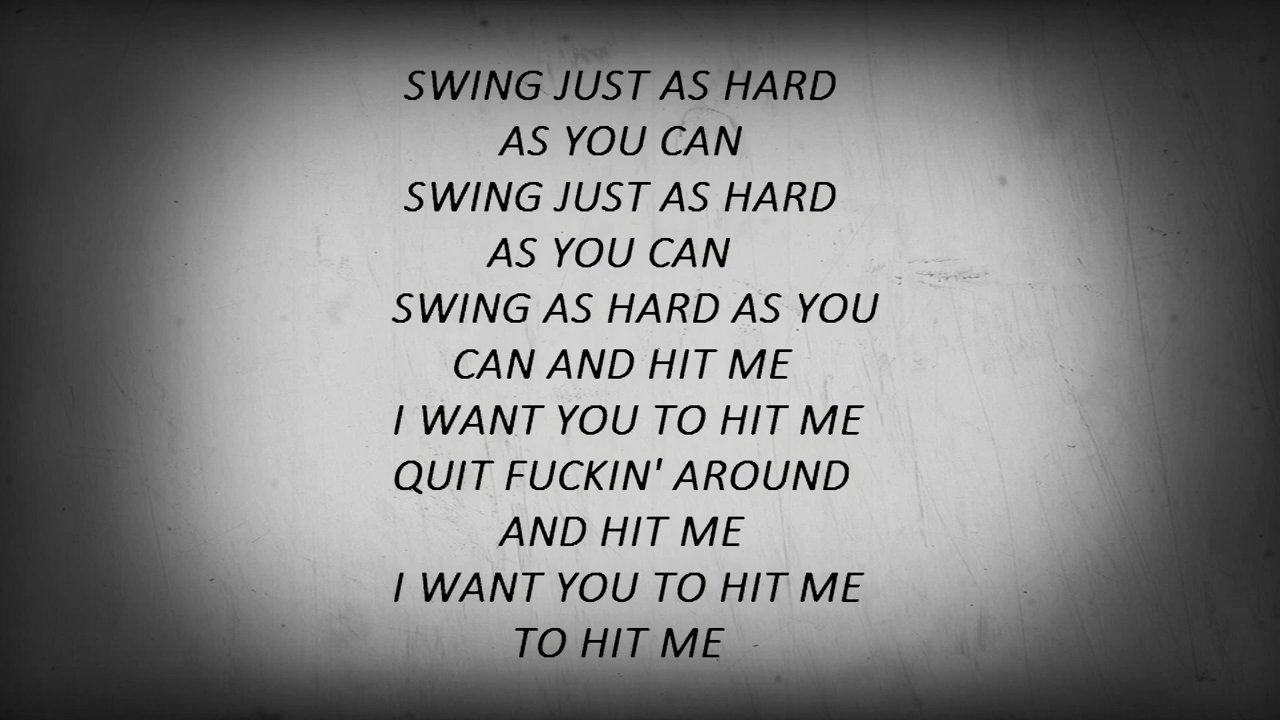 SWING JUST AS HARD
AS YOU CAN
SWING JUST AS HARD
AS YOU CAN
SWING AS HARD AS YOU
CAN AND HIT ME
I WANT YOU TO HIT ME
QUIT FUCKIN' AROUND
AND HIT ME
I WANT YOU TO HIT ME
TO HIT ME